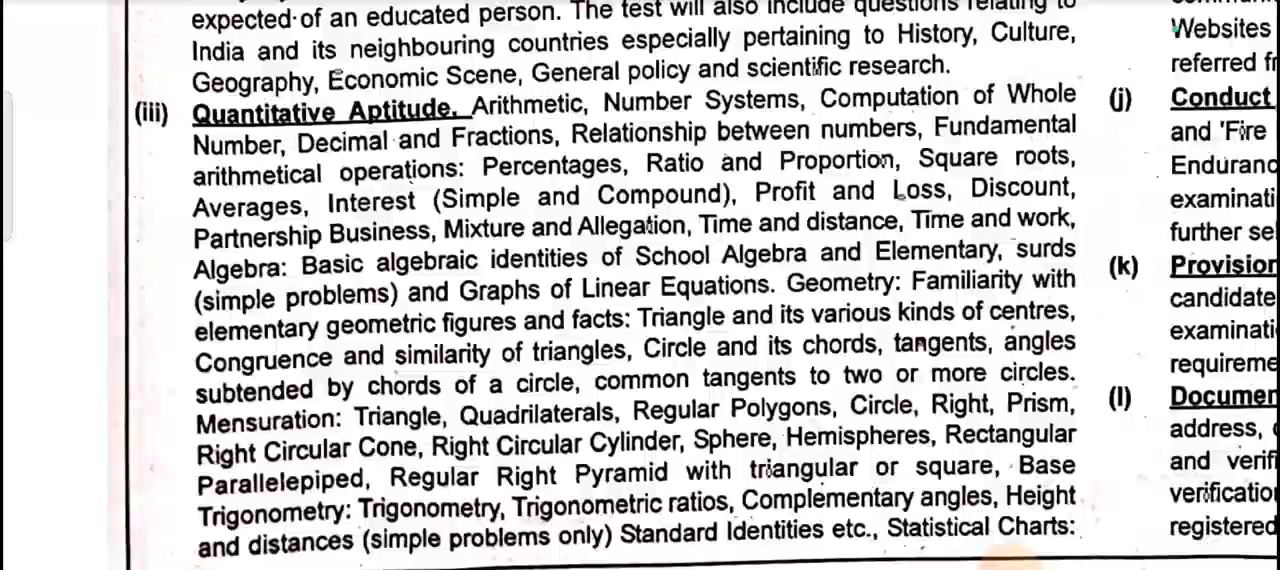 expected of an educated person. The test will also include questions relating to
India and its neighbouring countries especially pertaining to History, Culture,
Geography, Economic Scene, General policy and scientific research.
(iii) Quantitative Aptitude. Arithmetic, Number Systems, Computation of Whole
Number, Decimal and Fractions, Relationship between numbers, Fundamental
arithmetical operations: Percentages, Ratio and Proportion, Square roots,
Averages, Interest (Simple and Compound), Profit and Loss, Discount,
Partnership Business, Mixture and Allegation, Time and distance, Time and work,
Algebra: Basic algebraic identities of School Algebra and Elementary, surds
(simple problems) and Graphs of Linear Equations. Geometry: Familiarity with
elementary geometric figures and facts: Triangle and its various kinds of centres,
Congruence and similarity of triangles, Circle and its chords, tangents, angles
subtended by chords of a circle, common tangents to two or more circles.
Mensuration: Triangle, Quadrilaterals, Regular Polygons, Circle, Right, Prism,
Right Circular Cone, Right Circular Cylinder, Sphere, Hemispheres, Rectangular
Parallelepiped, Regular Right Pyramid with triangular or square, Base
Trigonometry: Trigonometry, Trigonometric ratios, Complementary angles, Height
and distances (simple problems only) Standard Identities etc., Statistical Charts:
Websites
referred fr
(j) Conduct
and 'Fire
Enduranc
examinati
further se
(k) Provision
candidate
examinati
requireme
(l) Documen
address,
and verifi
verification
registered